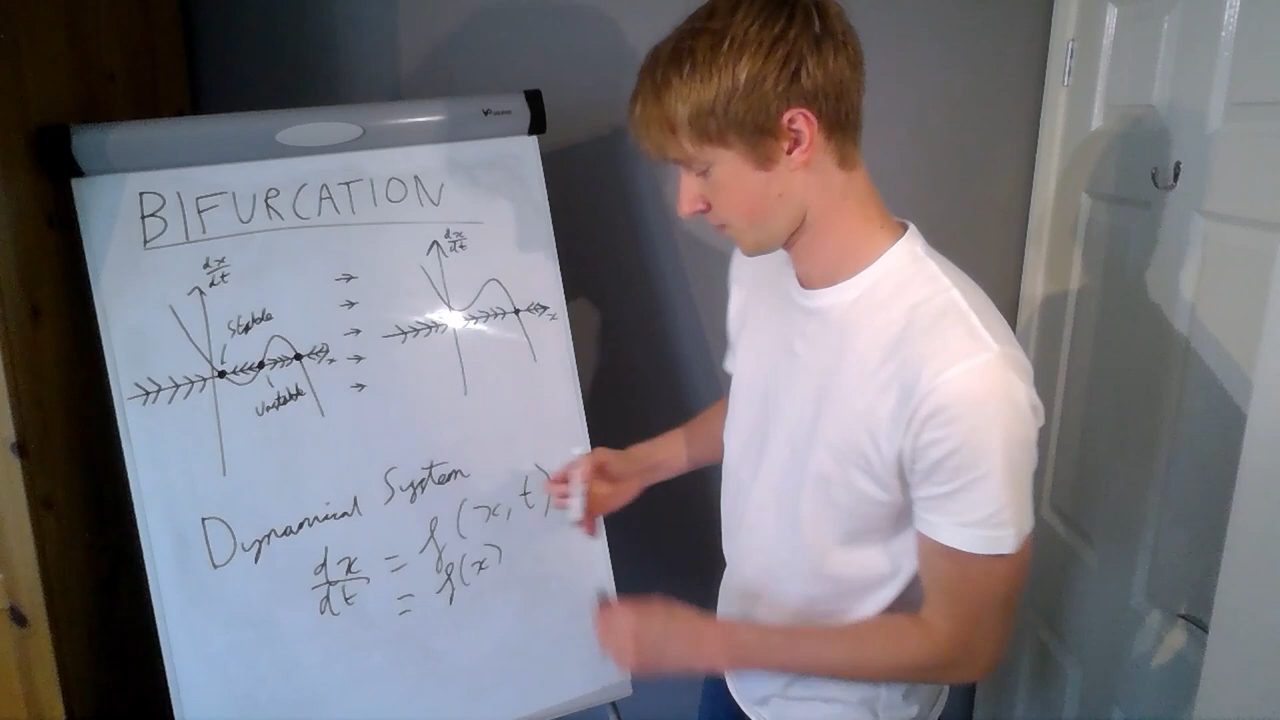 BIFURCATION
dx/dt
Stable
x
Unstable
dx/dt
x
Dynamical System
dx/dt = f(x,t)
= f(x)